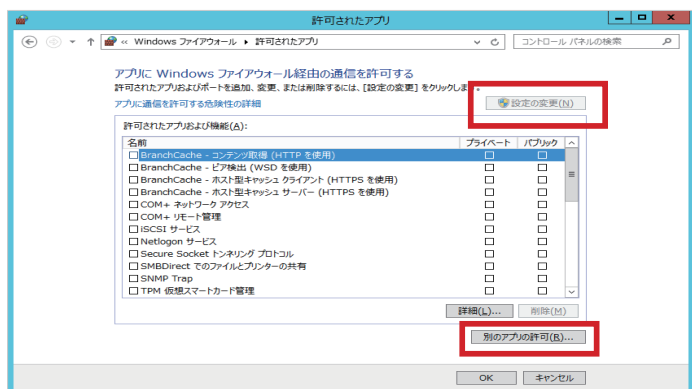 許可されたアプリ
« Windows ファイアウォール ▸ 許可されたアプリ
コントロール パネルの検索
アプリに Windows ファイアウォール経由の通信を許可する
許可されたアプリおよびポートを追加、変更、または削除するには、[設定の変更] をクリックしま
アプリに通信を許可する危険性の詳細
設定の変更(N)
許可されたアプリおよび機能(A):
名前 プライベート パブリック
BranchCache - コンテンツ取得 (HTTP を使用)
BranchCache - ピア検出 (WSD を使用)
BranchCache - ホスト型キャッシュ クライアント (HTTPS を使用)
BranchCache - ホスト型キャッシュ サーバー (HTTPS を使用)
COM+ ネットワーク アクセス
COM+ リモート管理
iSCSI サービス
Netlogon サービス
Secure Socket トンネリング プロトコル
SMBDirect でのファイルとプリンターの共有
SNMP Trap
TPM 仮想スマートカード管理
詳細(L)... 削除(M)
別のアプリの許可(R)...
OK キャンセル